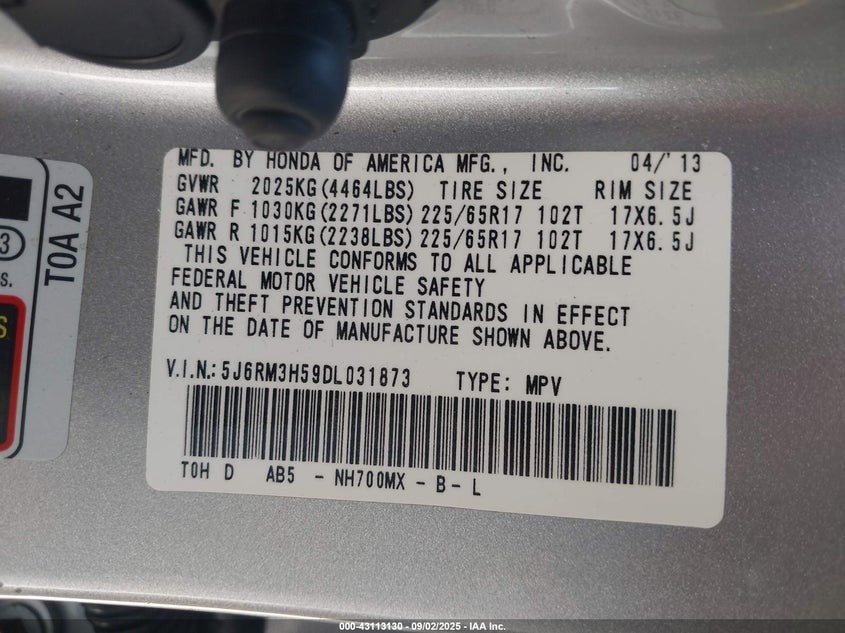 MFD. BY HONDA OF AMERICA MFG., INC. 04/'13
GVWR 2025KG(4464LBS) TIRE SIZE RIM SIZE
GAWR F 1030KG(2271LBS) 225/65R17 102T 17X6.5J
GAWR R 1015KG(2238LBS) 225/65R17 102T 17X6.5J
THIS VEHICLE CONFORMS TO ALL APPLICABLE
FEDERAL MOTOR VEHICLE SAFETY
AND THEFT PREVENTION STANDARDS IN EFFECT
ON THE DATE OF MANUFACTURE SHOWN ABOVE.
V.I.N.: 5J6RM3H59DL031873 TYPE: MPV
T0H D AB5 - NH700MX - B - L
T0A A2
3
S.
S
000-43113130 - 09/02/2025 - IAA Inc.